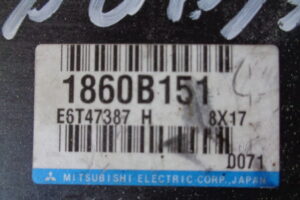 1860B151
E6T47387 H 8X17
D071
MITSUBISHI ELECTRIC CORP., JAPAN